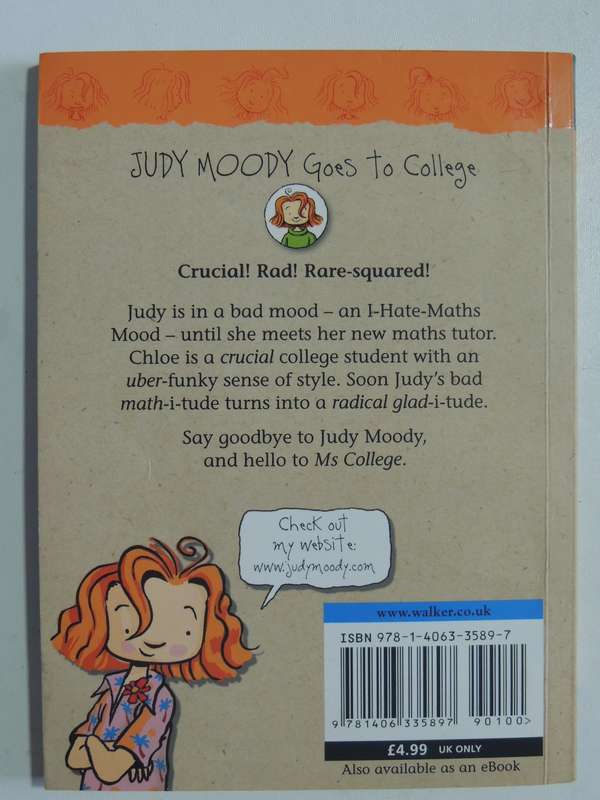 JUDY MOODY Goes to College
Crucial! Rad! Rare-squared!
Judy is in a bad mood – an I-Hate-Maths
Mood – until she meets her new maths tutor.
Chloe is a crucial college student with an
uber-funky sense of style. Soon Judy's bad
math-i-tude turns into a radical glad-i-tude.
Say goodbye to Judy Moody,
and hello to Ms College.
Check out
my website:
www.judymoody.com
www.walker.co.uk
ISBN 978-1-4063-3589-7
9 781406 335897 90100>
£4.99 UK ONLY
Also available as an eBook